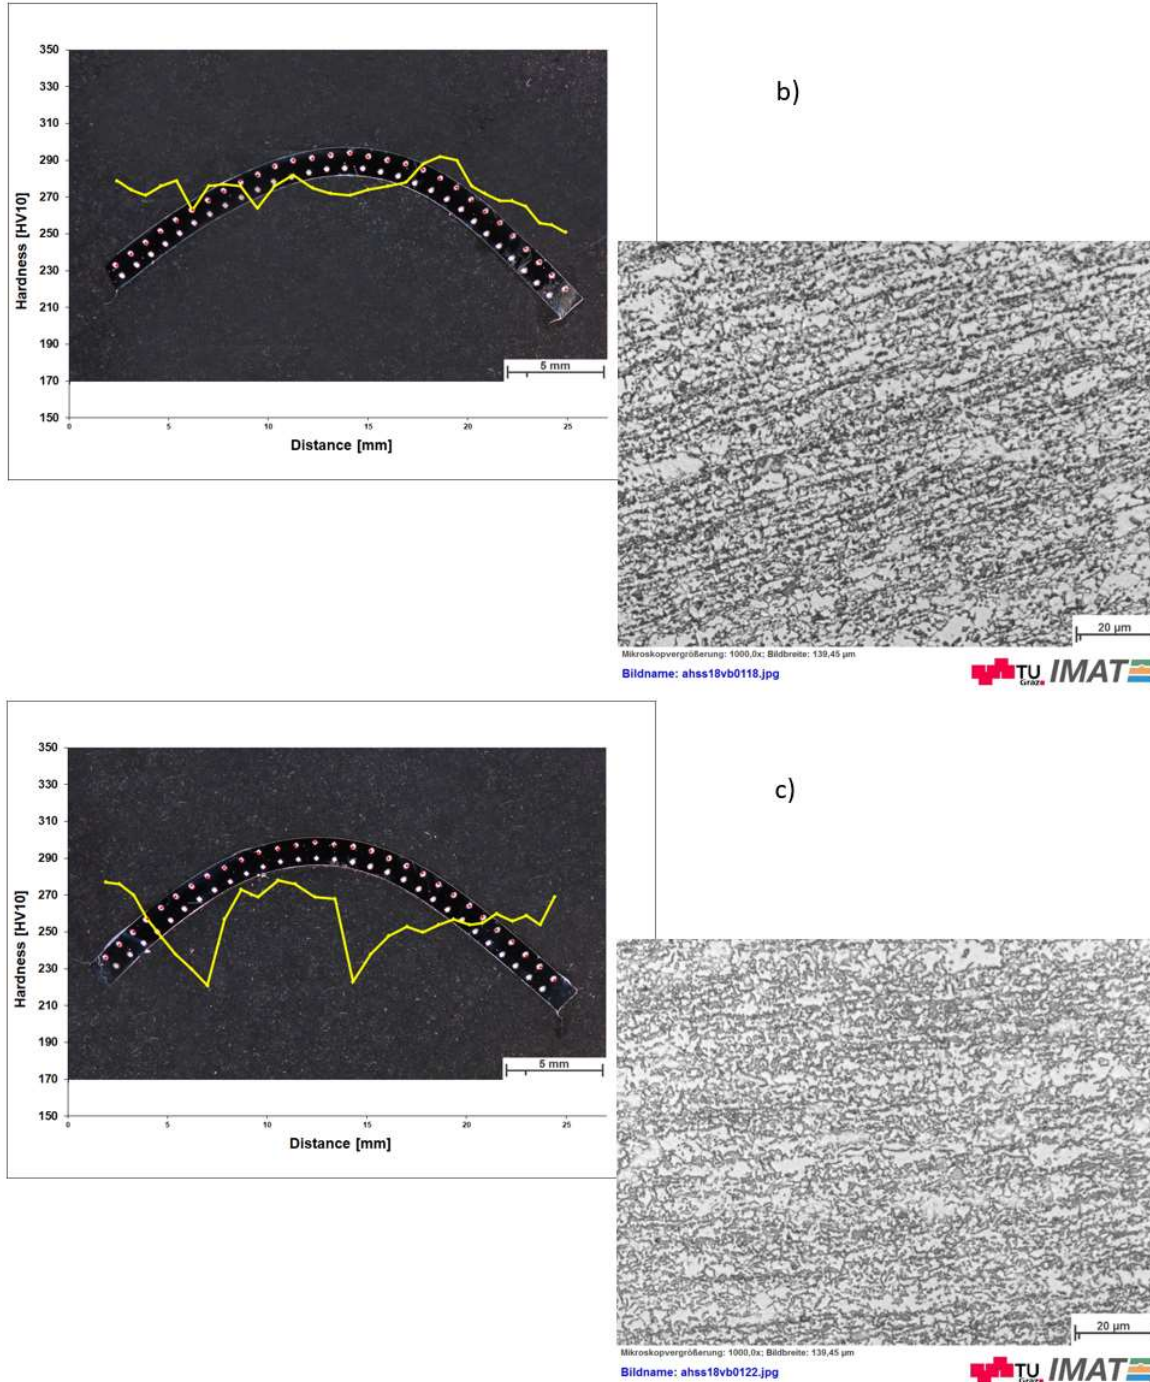 b)
350
330
310
290
270
250
230
210
190
170
150
Hardness [HV10]
5 mm
0
5
10
15
20
25
Distance [mm]
20 µm
Mikroskopvergrößerung: 1000,0x; Bildbreite: 139,45 µm
Bildname: ahss18vb0118.jpg
TU
Graz
IMAT
c)
350
330
310
290
270
250
230
210
190
170
150
Hardness [HV10]
5 mm
0
5
10
15
20
25
Distance [mm]
20 µm
Mikroskopvergrößerung: 1000,0x; Bildbreite: 139,45 µm
Bildname: ahss18vb0122.jpg
TU
Graz
IMAT